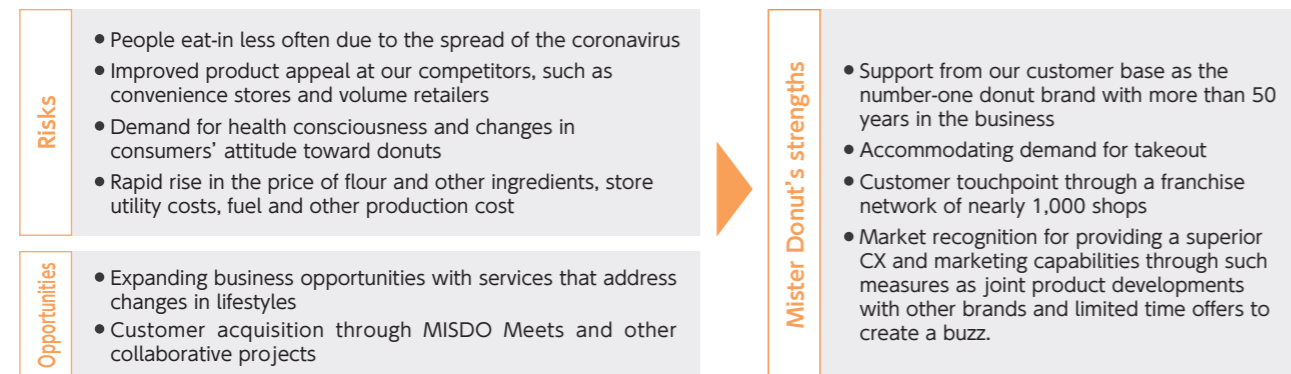 Risks
• People eat-in less often due to the spread of the coronavirus
• Improved product appeal at our competitors, such as
convenience stores and volume retailers
• Demand for health consciousness and changes in
consumers' attitude toward donuts
• Rapid rise in the price of flour and other ingredients, store
utility costs, fuel and other production cost
Opportunities
• Expanding business opportunities with services that address
changes in lifestyles
• Customer acquisition through MISDO Meets and other
collaborative projects
Mister Donut's strengths
• Support from our customer base as the
number-one donut brand with more than 50
years in the business
• Accommodating demand for takeout
• Customer touchpoint through a franchise
network of nearly 1,000 shops
• Market recognition for providing a superior
CX and marketing capabilities through such
measures as joint product developments
with other brands and limited time offers to
create a buzz.